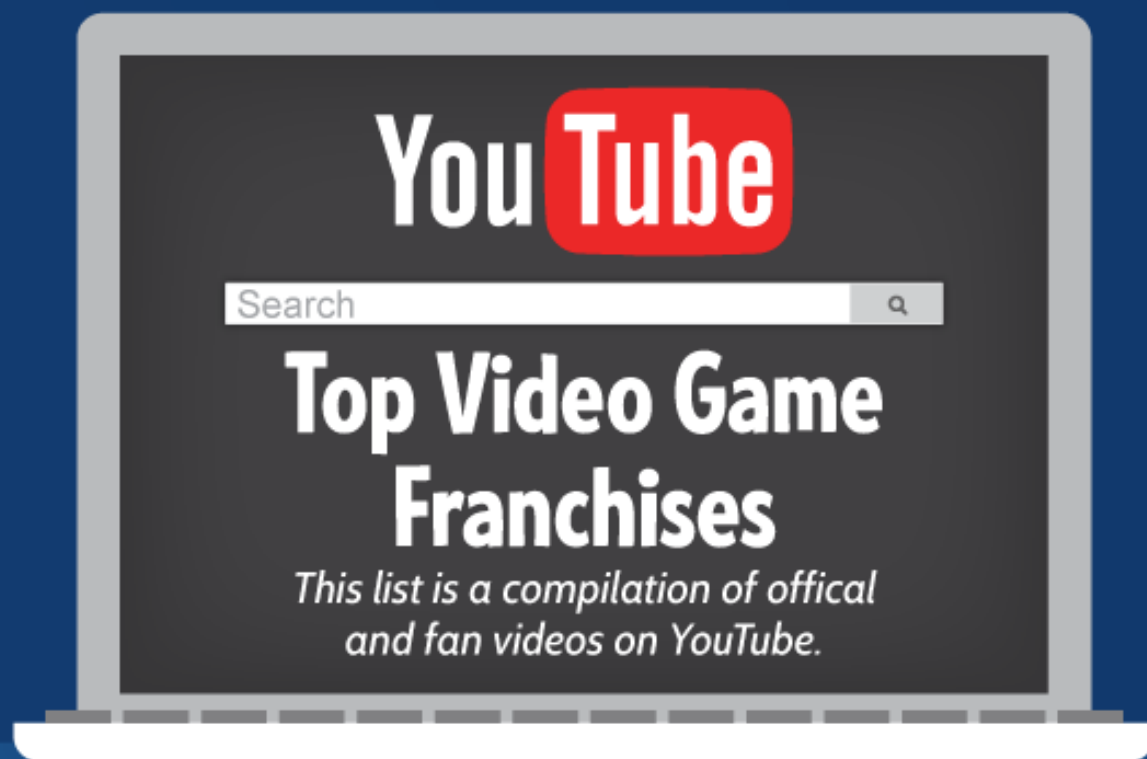 YouTube
Search
Top Video Game
Franchises
This list is a compilation of offical
and fan videos on YouTube.